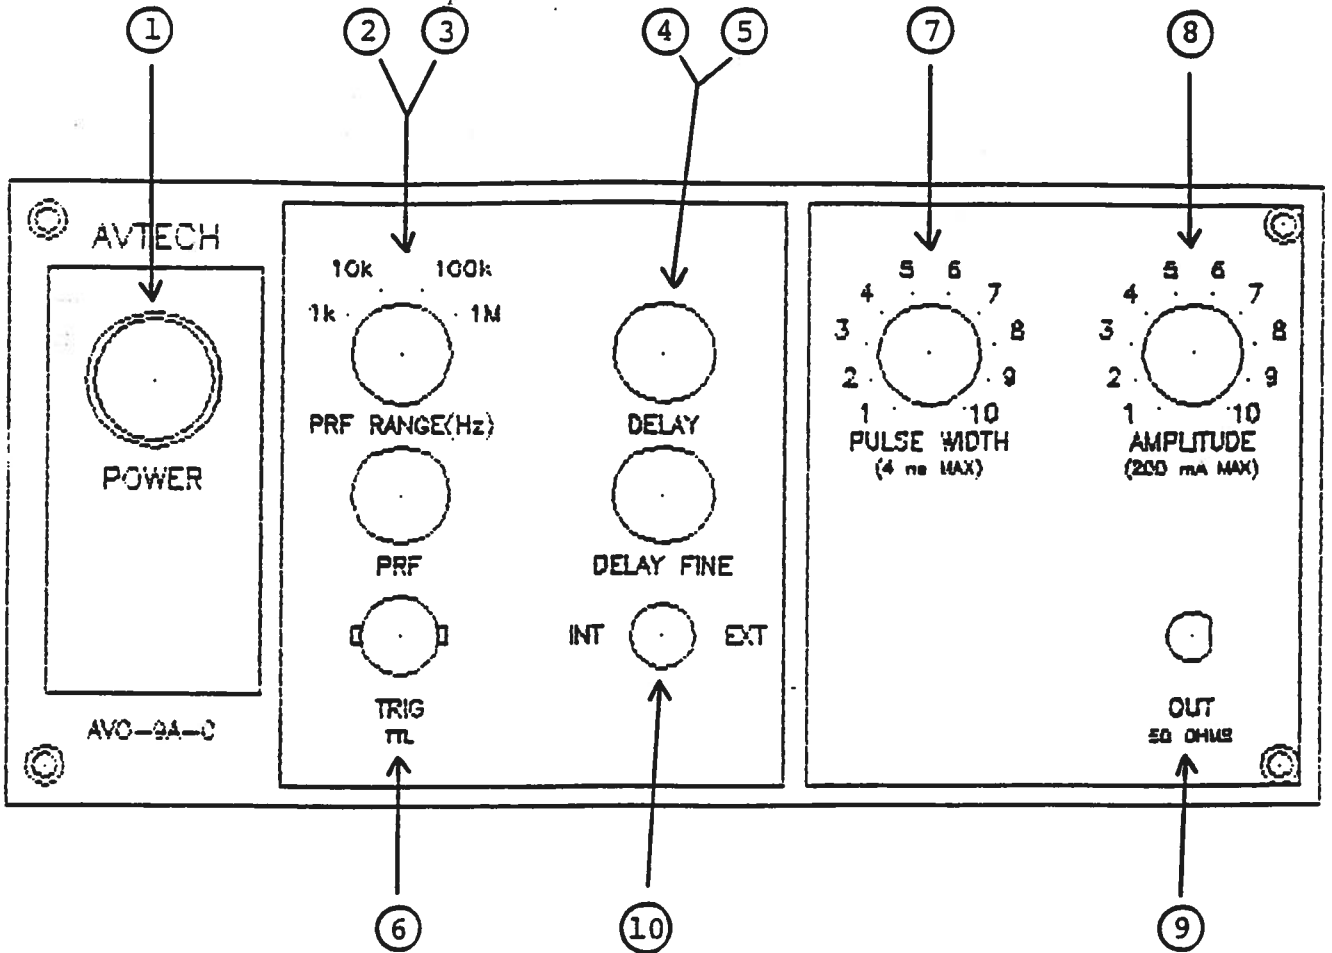 1 2 3 4 5 7 8
AVTECH
POWER
AVO-9A-C
1k 10k 100k 1M
PRF RANGE(Hz)
PRF
TRIG
TTL
DELAY
DELAY FINE
INT EXT
1 2 3 4 5 6 7 8 9 10
PULSE WIDTH
(4 ns MAX)
1 2 3 4 5 6 7 8 9 10
AMPLITUDE
(200 mA MAX)
OUT
50 OHMS
6 10 9